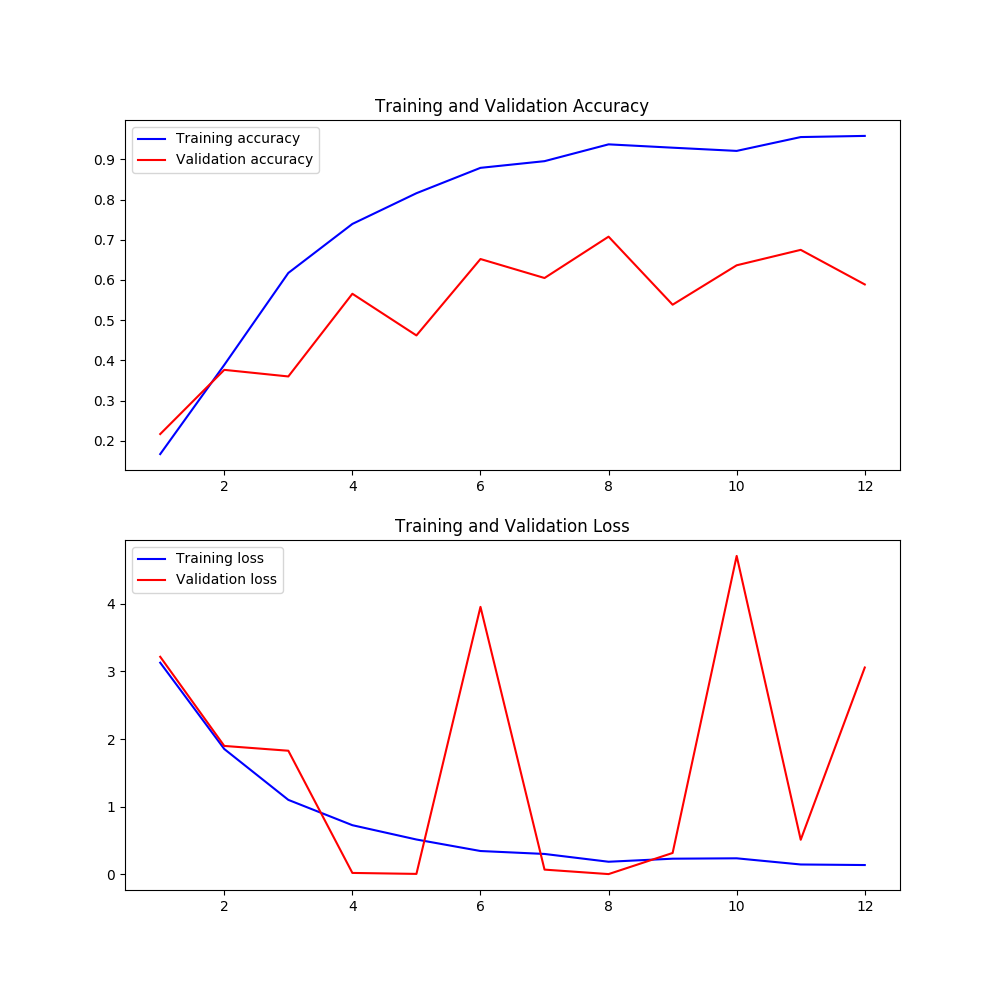 Training and Validation Accuracy
Training accuracy
Validation accuracy
0.9
0.8
0.7
0.6
0.5
0.4
0.3
0.2
2 4 6 8 10 12
Training and Validation Loss
Training loss
Validation loss
4
3
2
1
0
2 4 6 8 10 12